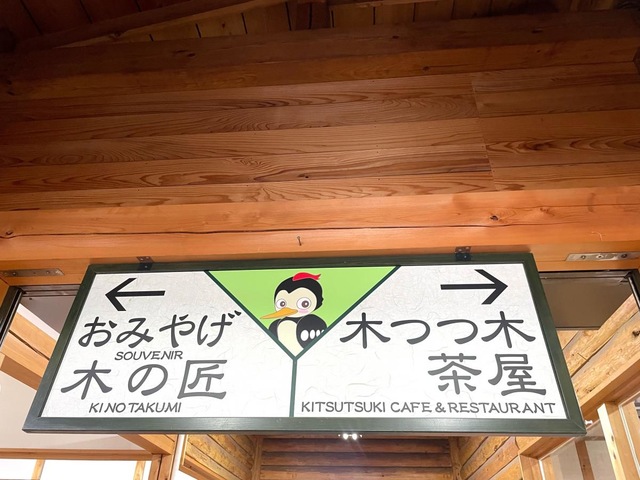 ←
おみやげ
SOUVENIR
木の匠
KI NO TAKUMI
→
木つつ木
茶屋
KITSUTSUKI CAFE & RESTAURANT